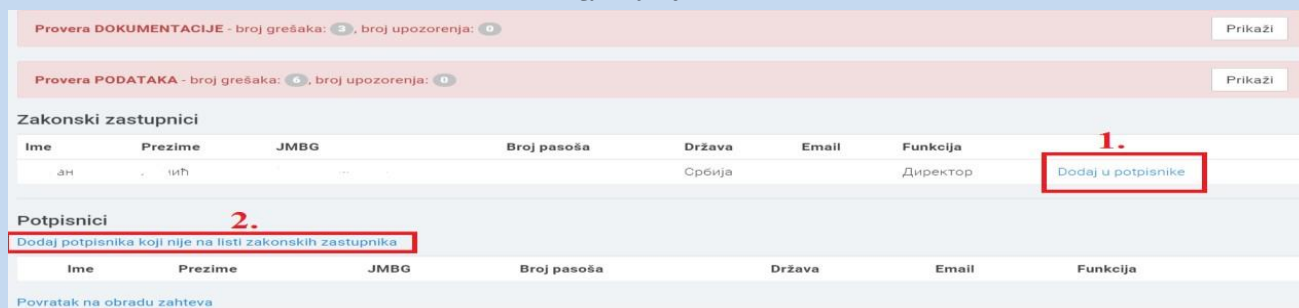 Provera DOKUMENTACIJE - broj grešaka: 3, broj upozorenja: 0 Prikaži
Provera PODATAKA - broj grešaka: 6, broj upozorenja: 0 Prikaži
Zakonski zastupnici
1.
Ime Prezime JMBG Broj pasoša Država Email Funkcija
Србија Директор Dodaj u potpisnike
Potpisnici 2.
Dodaj potpisnika koji nije na listi zakonskih zastupnika
Ime Prezime JMBG Broj pasoša Država Email Funkcija
Povratak na obradu zahteva